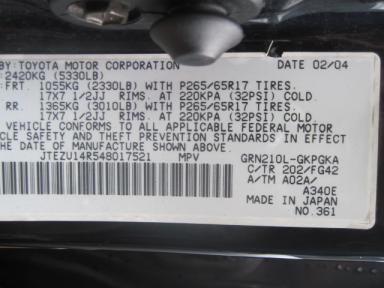 BY: TOYOTA MOTOR CORPORATION DATE 02/04
: 2420KG (5330LB)
FRT. 1055KG (2330LB) WITH P265/65R17 TIRES.
17X7 1/2JJ RIMS. AT 220KPA (32PSI) COLD
RR. 1365KG (3010LB) WITH P265/65R17 TIRES.
17X7 1/2JJ RIMS. AT 220KPA (32PSI) COLD
VEHICLE CONFORMS TO ALL APPLICABLE FEDERAL MOTOR
CLE SAFETY AND THEFT PREVENTION STANDARDS IN EFFECT
THE DATE OF MANUFACTURE SHOWN ABOVE.
JTEZU14R548017521 MPV GRN210L-GKPGKA
C/TR 202/FG42
A/TM A02A/
A340E
MADE IN JAPAN
NO.361